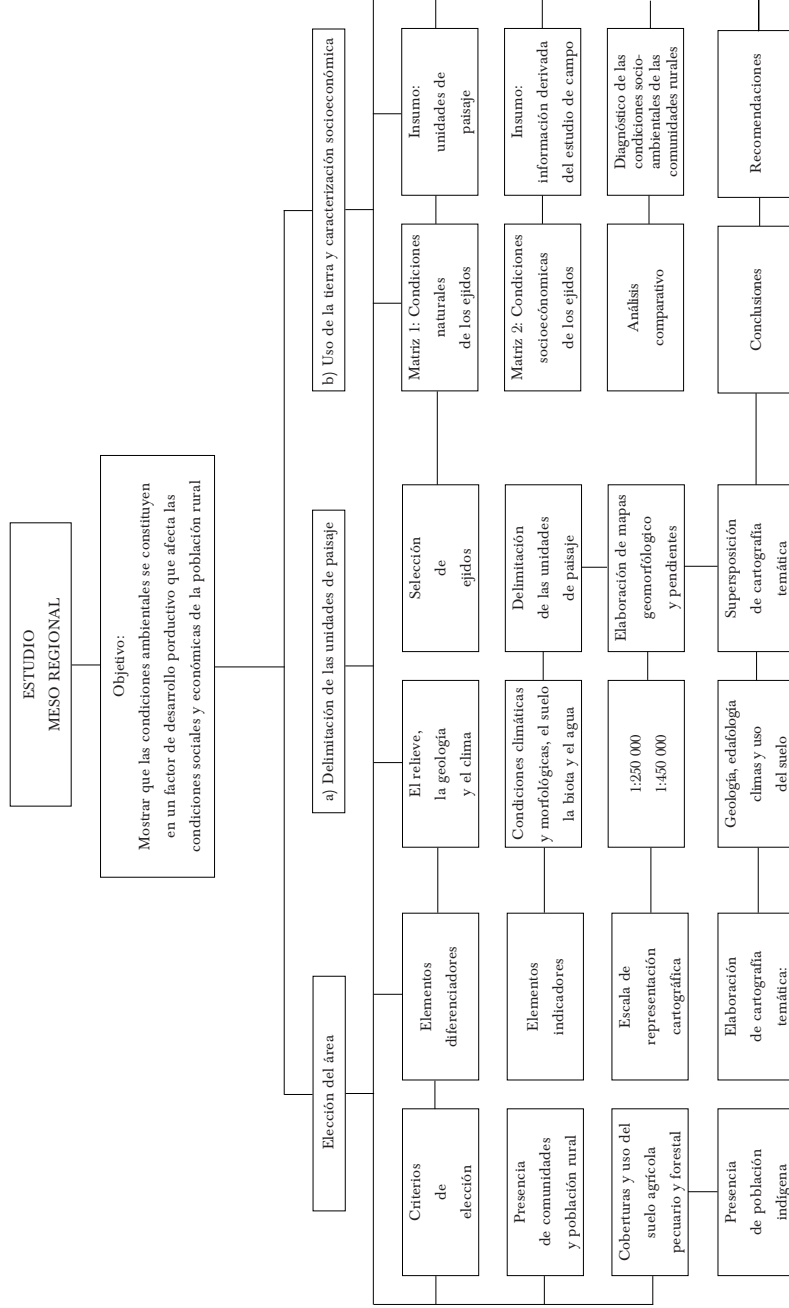 ESTUDIO
MESO REGIONAL
Objetivo:
Mostrar que las condiciones ambientales se constituyen
en un factor de desarrollo porductivo que afecta las
condiciones sociales y económicas de la población rural
Elección del área
a) Delimitación de las unidades de paisaje
b) Uso de la tierra y caracterización socioeconómica
Criterios
de
elección
Elementos
diferenciadores
El relieve,
la geología
y el clima
Selección
de
ejidos
Matriz 1: Condiciones
naturales
de los ejidos
Insumo:
unidades de
paisaje
Presencia
de comunidades
y población rural
Elementos
indicadores
Condiciones climáticas
y morfológicas, el suelo
la biota y el agua
Delimitación
de las unidades
de paisaje
Matriz 2: Condiciones
socioecónomicas
de los ejidos
Insumo:
información derivada
del estudio de campo
Coberturas y uso del
suelo agrícola
pecuario y forestal
Escala de
representación
cartográfica
1:250 000
1:450 000
Elaboración de mapas
geomorfólogico
y pendientes
Análisis
comparativo
Diagnóstico de las
condiciones socio-
ambientales de las
comunidades rurales
Presencia
de población
indígena
Elaboración
de cartografía
temática:
Geología, edafología
climas y uso
del suelo
Supersposición
de cartografía
temática
Conclusiones
Recomendaciones